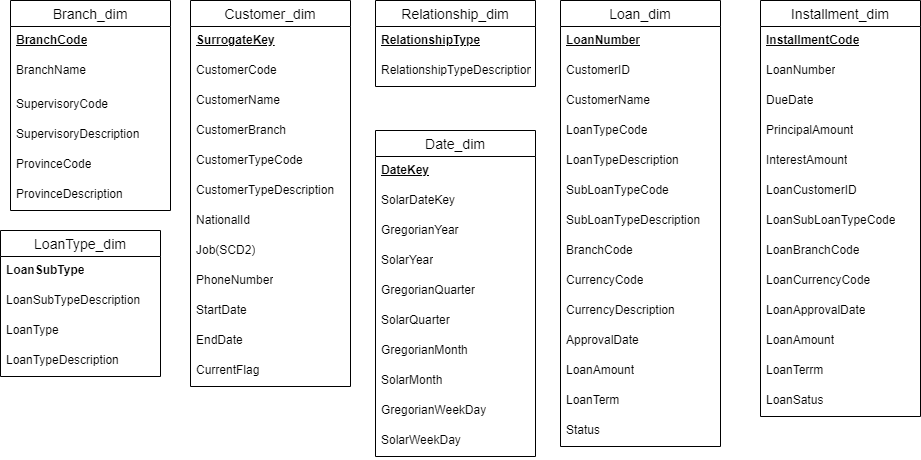 Branch_dim
BranchCode
BranchName
SupervisoryCode
SupervisoryDescription
ProvinceCode
ProvinceDescription
LoanType_dim
LoanSubType
LoanSubTypeDescription
LoanType
LoanTypeDescription
Customer_dim
SurrogateKey
CustomerCode
CustomerName
CustomerBranch
CustomerTypeCode
CustomerTypeDescription
NationalId
Job(SCD2)
PhoneNumber
StartDate
EndDate
CurrentFlag
Relationship_dim
RelationshipType
RelationshipTypeDescription
Date_dim
DateKey
SolarDateKey
GregorianYear
SolarYear
GregorianQuarter
SolarQuarter
GregorianMonth
SolarMonth
GregorianWeekDay
SolarWeekDay
Loan_dim
LoanNumber
CustomerID
CustomerName
LoanTypeCode
LoanTypeDescription
SubLoanTypeCode
SubLoanTypeDescription
BranchCode
CurrencyCode
CurrencyDescription
ApprovalDate
LoanAmount
LoanTerm
Status
Installment_dim
InstallmentCode
LoanNumber
DueDate
PrincipalAmount
InterestAmount
LoanCustomerID
LoanSubLoanTypeCode
LoanBranchCode
LoanCurrencyCode
LoanApprovalDate
LoanAmount
LoanTerrm
LoanSatus